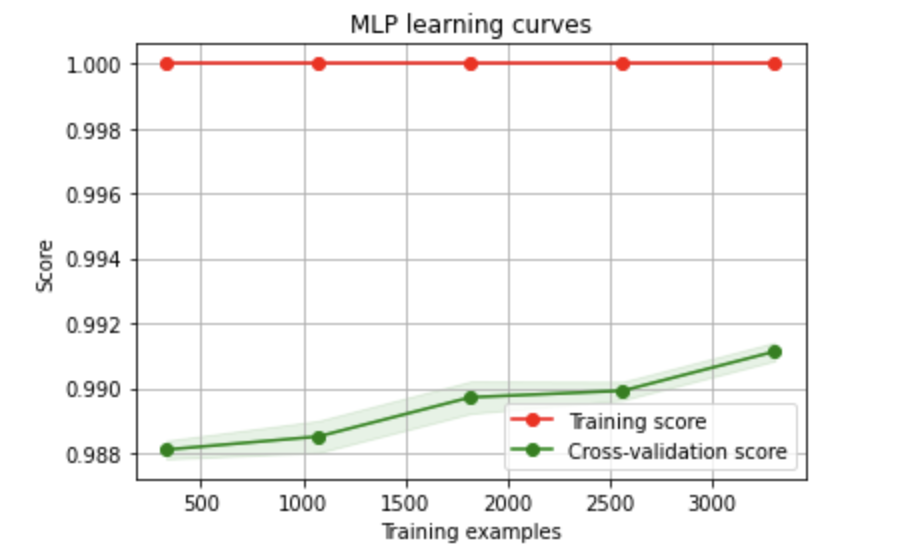 MLP learning curves
1.000
0.998
0.996
0.994
0.992
0.990
0.988
Score
Training score
Cross-validation score
500 1000 1500 2000 2500 3000
Training examples